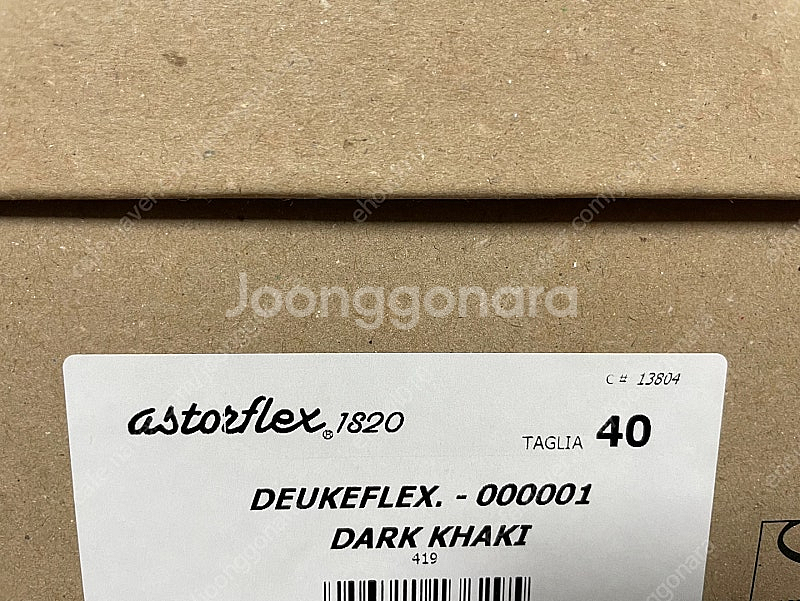 Joonggonara
C# 13804
astorflex® 1820
TAGLIA 40
DEUKEFLEX. - 000001
DARK KHAKI
419